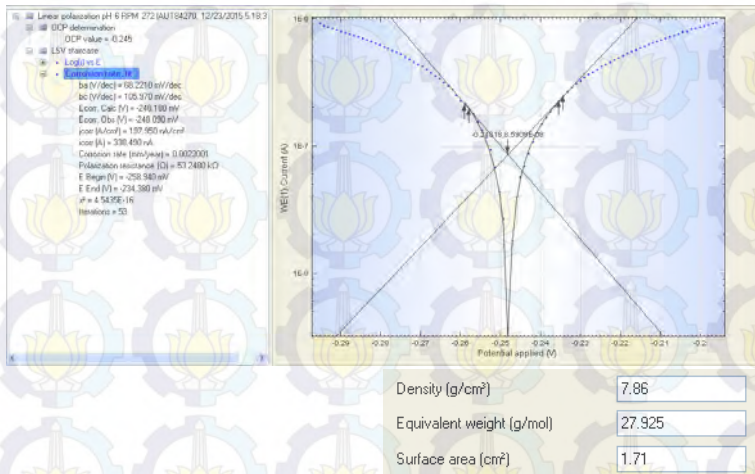 Linear polarization pH 6 RPM 272 (AUT84270, 12/23/2015 5:18:3
OCP determination
OCP value = -0.245
LSV staircase
Log(i) vs E
Corrosion rate, fit
ba (V/dec) = 68.2210 mV/dec
bc (V/dec) = 105.970 mV/dec
Ecorr, Calc (V) = -248.180 mV
Ecorr, Obs (V) = -248.090 mV
jcorr (A/cm²) = 197.950 nA/cm²
icorr (A) = 338.490 nA
Corrosion rate (mm/year) = 0.0022001
Polarization resistance (Ω) = 53.2480 kΩ
E Begin (V) = -258.940 mV
E End (V) = -234.380 mV
χ² = 4.5435E-16
Iterations = 53
1E-6
1E-7
1E-8
WE(1).Current (A)
-0.29
-0.28
-0.27
-0.26
-0.25
-0.24
-0.23
-0.22
-0.21
-0.2
Potential applied (V)
Density (g/cm³) 7.86
Equivalent weight (g/mol) 27.925
Surface area (cm²) 1.71